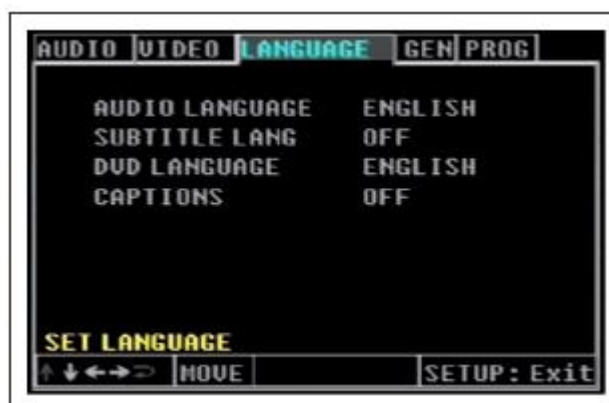 AUDIO VIDEO LANGUAGE GEN PROG
AUDIO LANGUAGE ENGLISH
SUBTITLE LANG OFF
DVD LANGUAGE ENGLISH
CAPTIONS OFF
SET LANGUAGE
MOVE SETUP: Exit